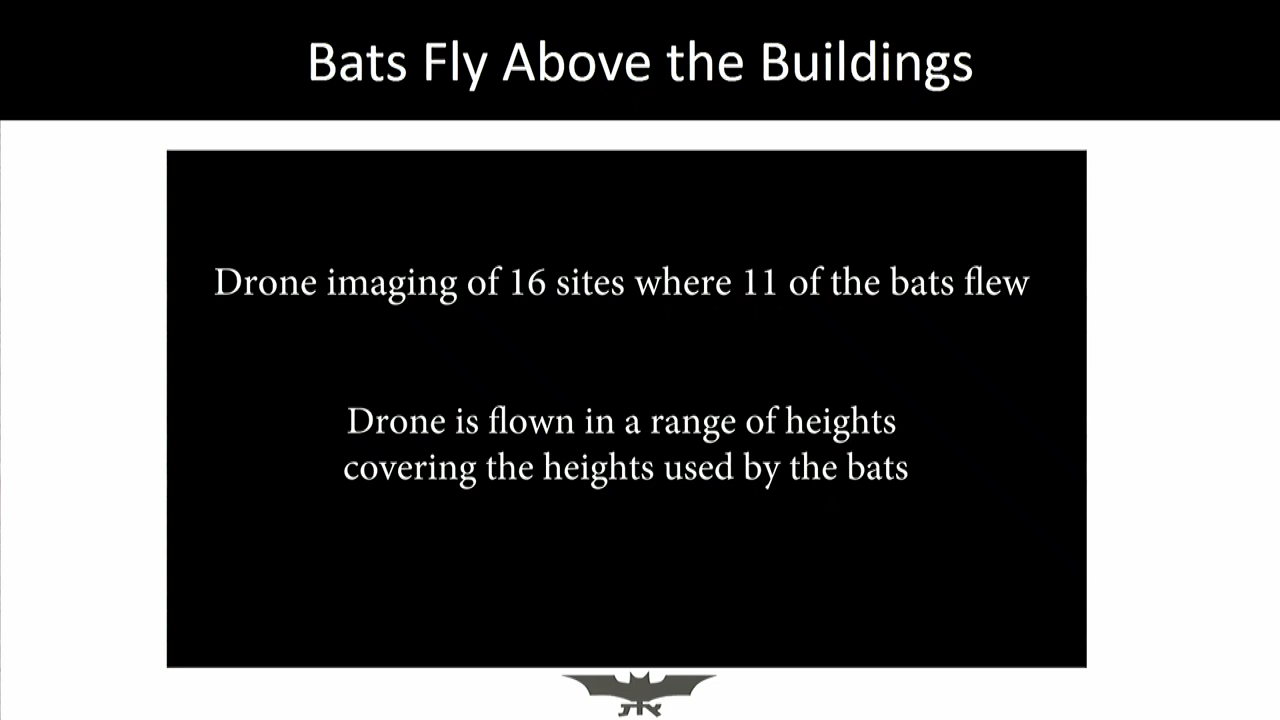 Bats Fly Above the Buildings
Drone imaging of 16 sites where 11 of the bats flew
Drone is flown in a range of heights
covering the heights used by the bats